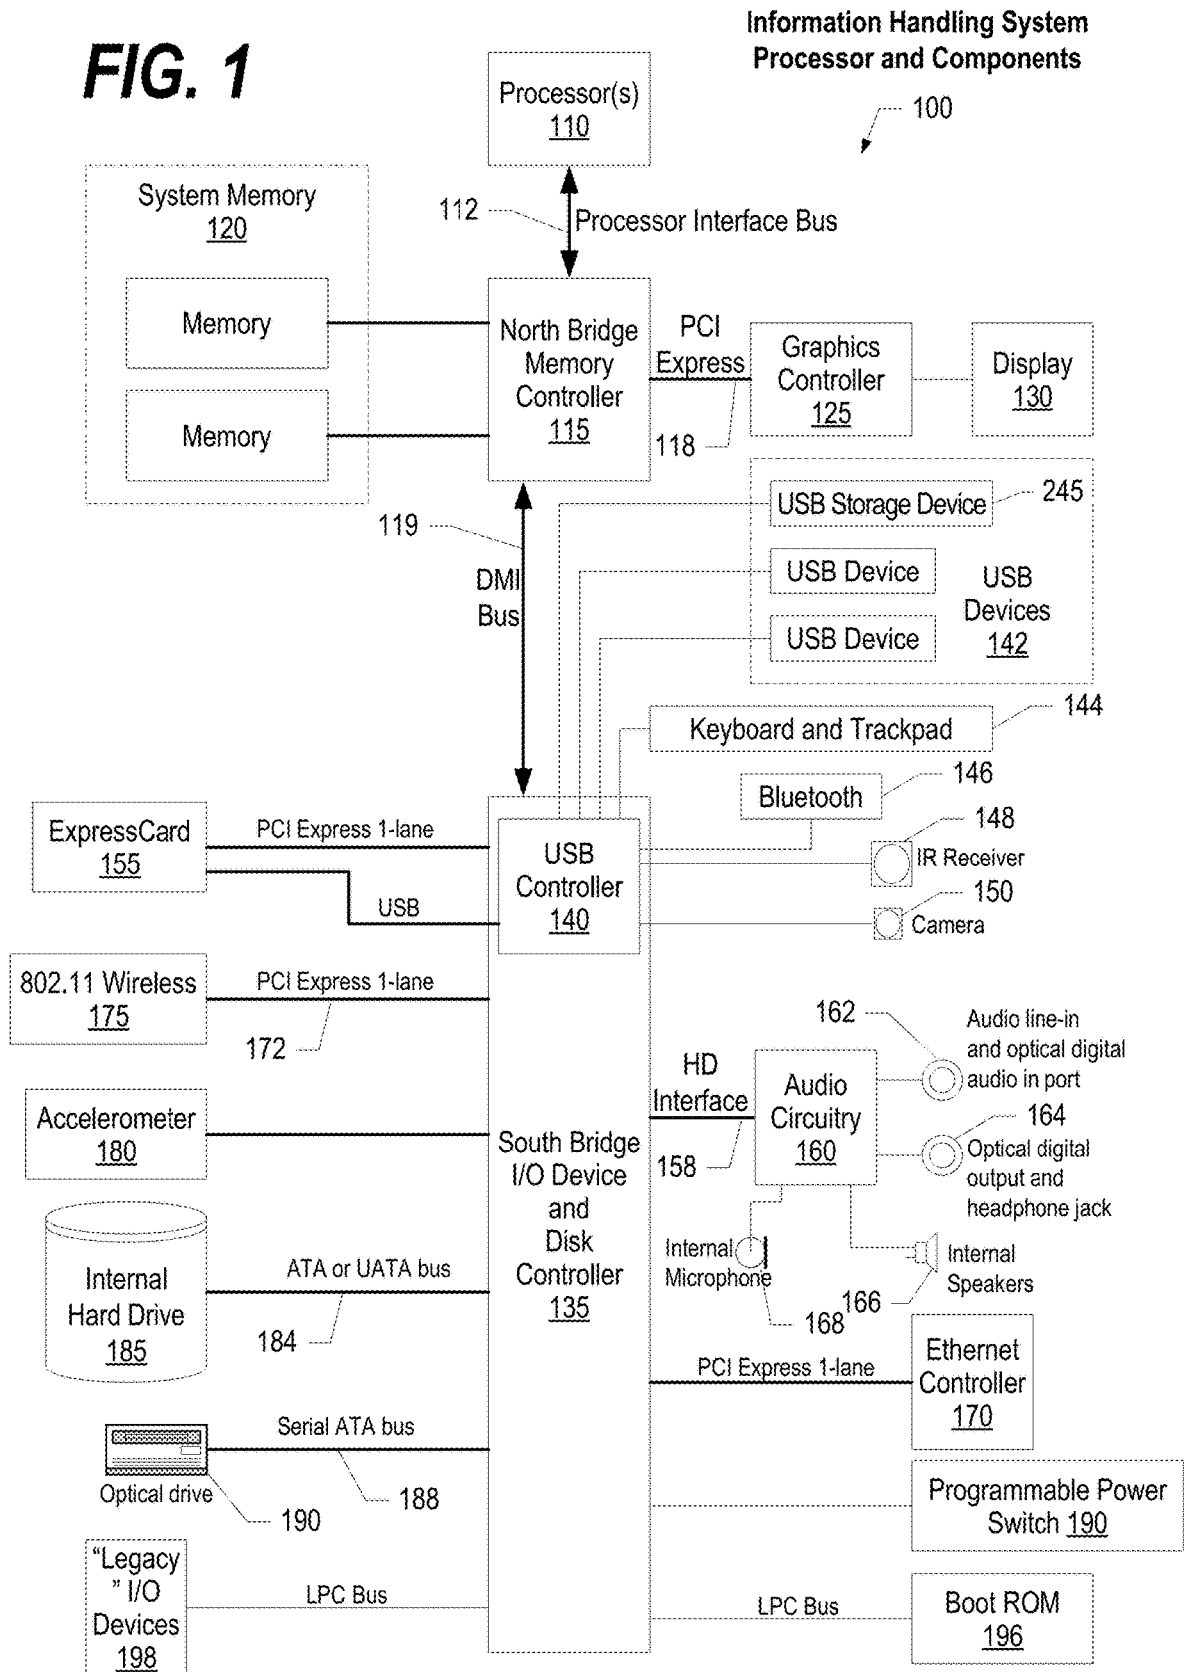 FIG. 1
Information Handling System
Processor and Components
100
Processor(s)
110
112
Processor Interface Bus
System Memory
120
Memory
Memory
North Bridge
Memory
Controller
115
PCI
Express
118
Graphics
Controller
125
Display
130
119
DMI
Bus
USB Storage Device
245
USB Device
USB Device
USB
Devices
142
Keyboard and Trackpad
144
Bluetooth
146
148
IR Receiver
150
Camera
ExpressCard
155
PCI Express 1-lane
USB
USB
Controller
140
802.11 Wireless
175
PCI Express 1-lane
172
Accelerometer
180
South Bridge
I/O Device
and
Disk
Controller
135
HD
Interface
158
Audio
Circuitry
160
162
Audio line-in
and optical digital
audio in port
164
Optical digital
output and
headphone jack
Internal
Microphone
168
Internal
Speakers
166
Internal
Hard Drive
185
ATA or UATA bus
184
PCI Express 1-lane
Ethernet
Controller
170
Optical drive
190
Serial ATA bus
188
Programmable Power
Switch 190
“Legacy
” I/O
Devices
198
LPC Bus
LPC Bus
Boot ROM
196